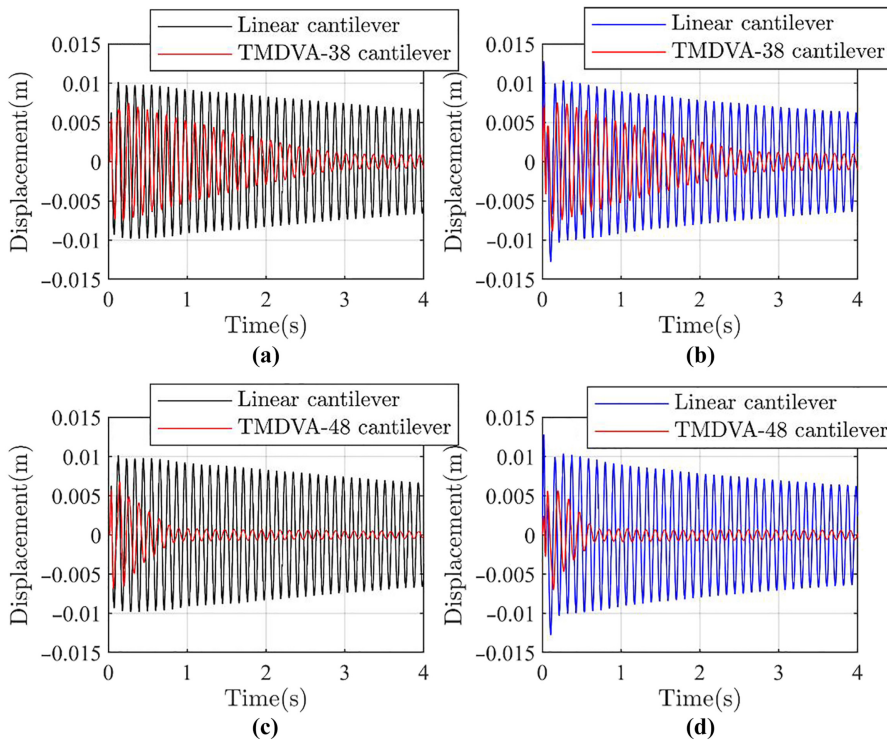 Linear cantilever
TMDVA-38 cantilever
0.015
0.01
0.005
0
−0.005
−0.01
−0.015
Displacement(m)
0 1 2 3 4
Time(s)
(a)
Linear cantilever
TMDVA-38 cantilever
0.015
0.01
0.005
0
−0.005
−0.01
−0.015
Displacement(m)
0 1 2 3 4
Time(s)
(b)
Linear cantilever
TMDVA-48 cantilever
0.015
0.01
0.005
0
−0.005
−0.01
−0.015
Displacement(m)
0 1 2 3 4
Time(s)
(c)
Linear cantilever
TMDVA-48 cantilever
0.015
0.01
0.005
0
−0.005
−0.01
−0.015
Displacement(m)
0 1 2 3 4
Time(s)
(d)